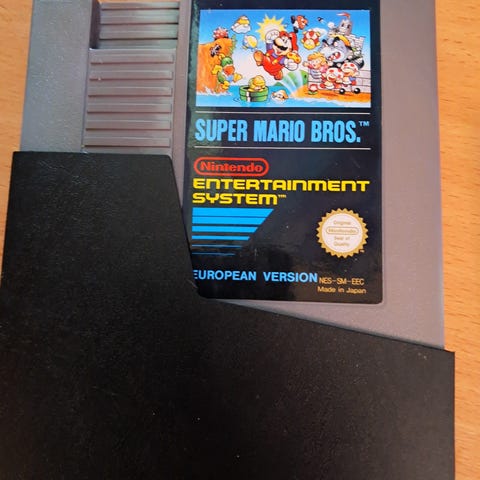 SUPER MARIO BROS.™
Nintendo
ENTERTAINMENT
SYSTEM™
Original
Nintendo
Seal of
Quality
EUROPEAN VERSION NES-SM-EEC
Made in Japan